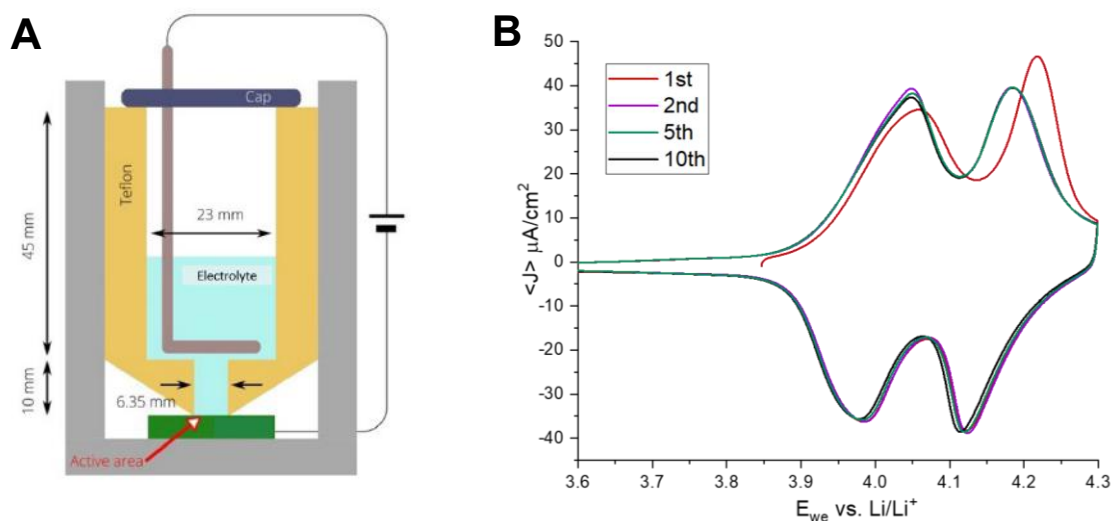 A
Cap
Teflon
45 mm
23 mm
Electrolyte
10 mm
6.35 mm
Active area
B
50
40
30
20
10
0
-10
-20
-30
-40
<J> µA/cm²
1st
2nd
5th
10th
3.6 3.7 3.8 3.9 4.0 4.1 4.2 4.3
E_we vs. Li/Li⁺